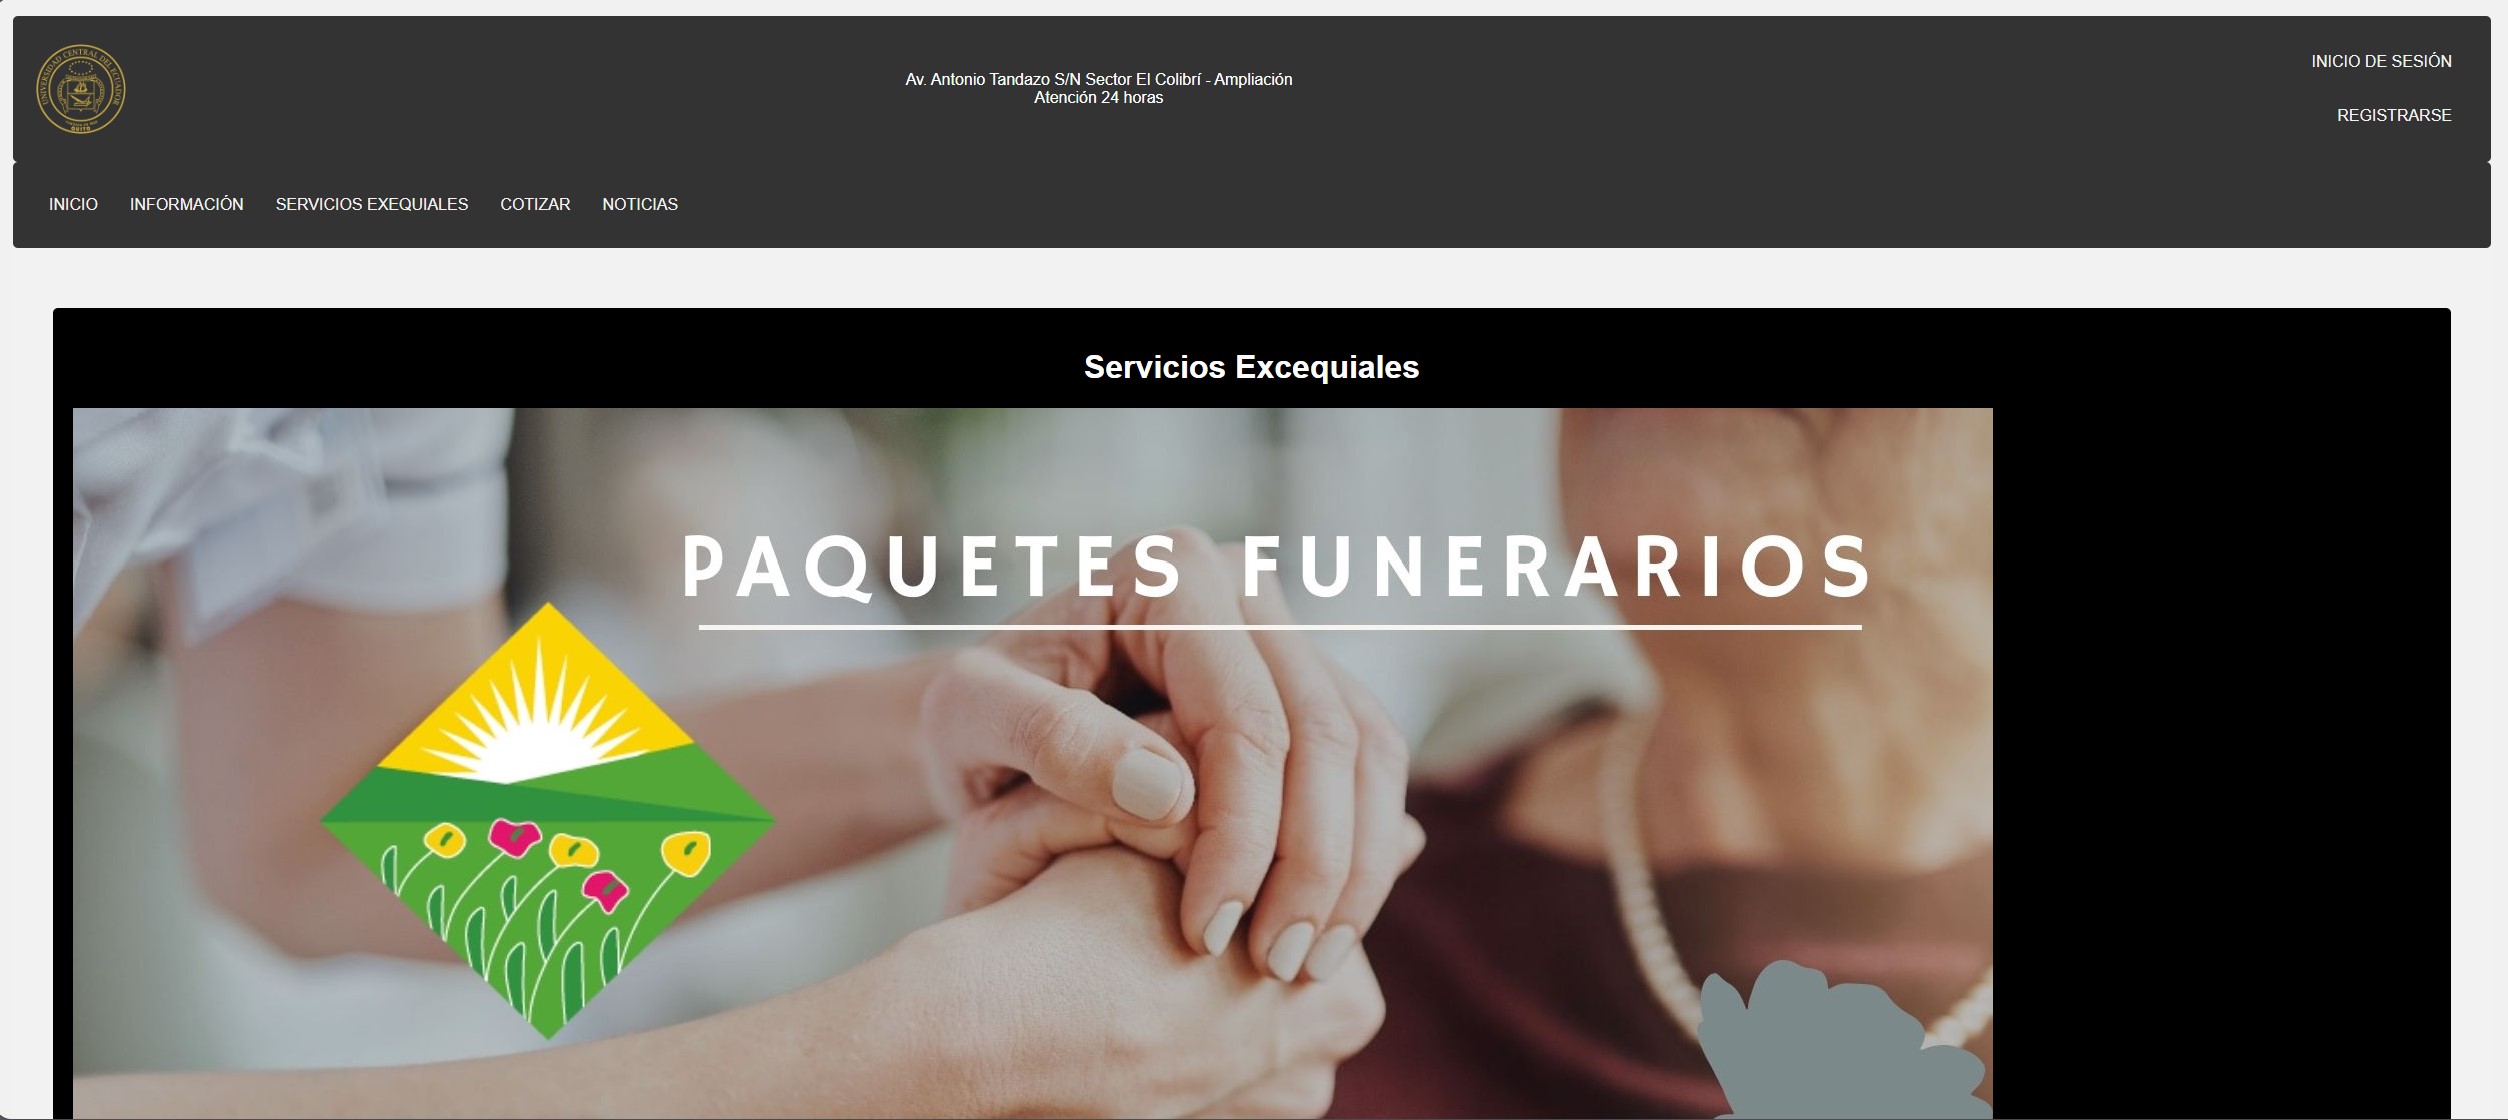 UNIVERSIDAD CENTRAL DEL ECUADOR
QUITO
Av. Antonio Tandazo S/N Sector El Colibrí - Ampliación
Atención 24 horas
INICIO DE SESIÓN
REGISTRARSE
INICIO INFORMACIÓN SERVICIOS EXEQUIALES COTIZAR NOTICIAS
Servicios Excequiales
PAQUETES FUNERARIOS